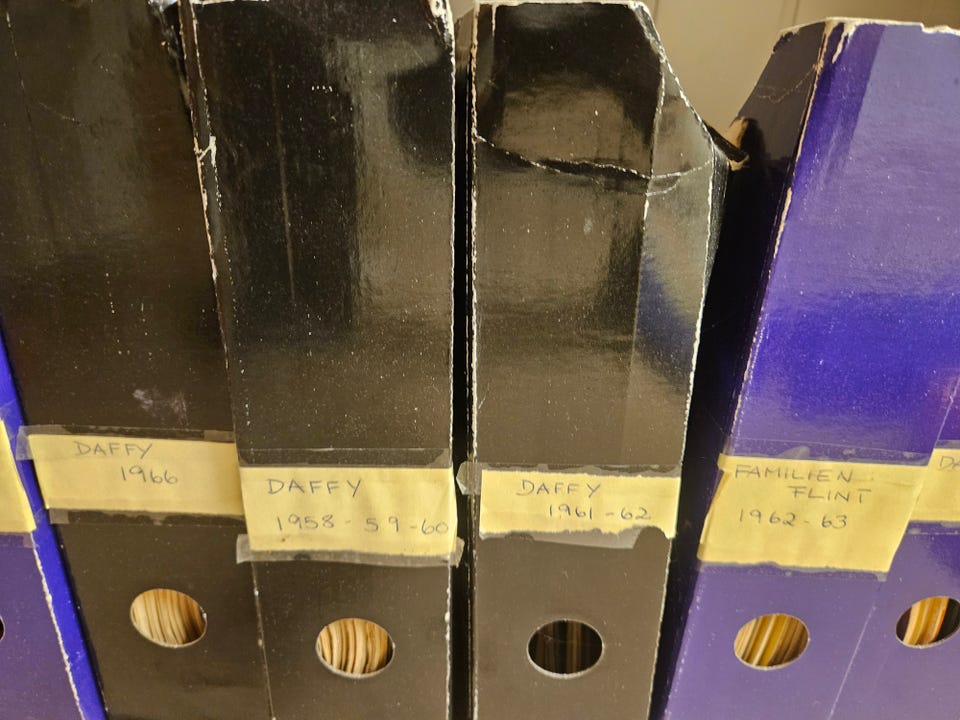 DAFFY
1966
DAFFY
1958-59-60
DAFFY
1961-62
FAMILIEN
FLINT
1962-63